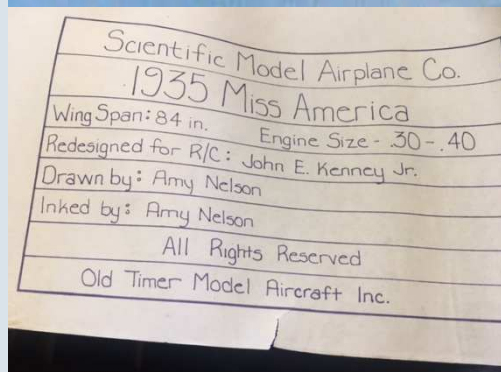 Scientific Model Airplane Co.
1935 Miss America
Wing Span: 84 in. Engine Size - .30 - .40
Redesigned for R/C: John E. Kenney Jr.
Drawn by: Amy Nelson
Inked by: Amy Nelson
All Rights Reserved
Old Timer Model Aircraft Inc.